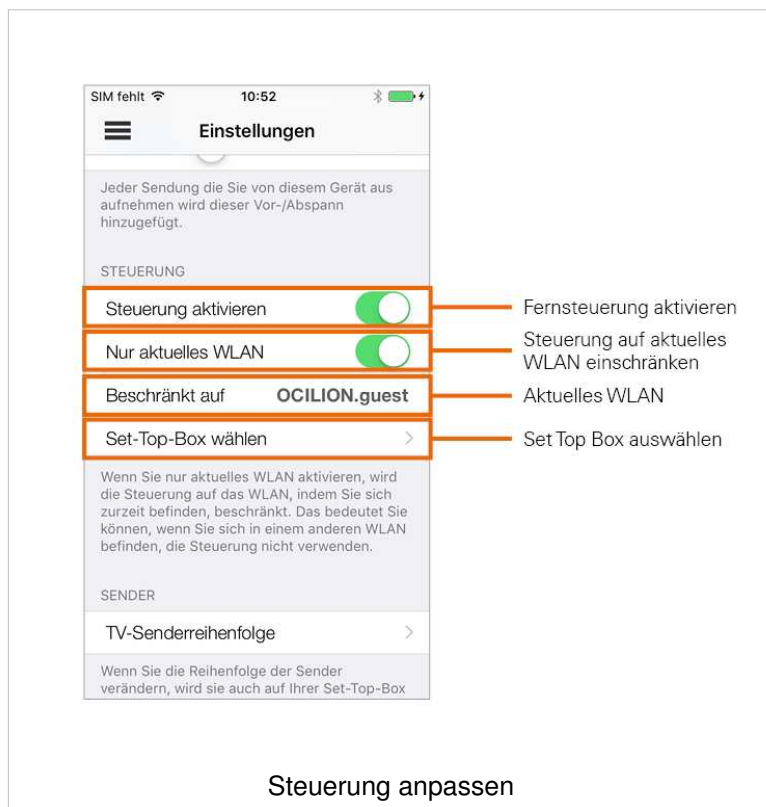 SIM fehlt 10:52
Einstellungen
Jeder Sendung die Sie von diesem Gerät aus
aufnehmen wird dieser Vor-/Abspann
hinzugefügt.
STEUERUNG
Steuerung aktivieren
Fernsteuerung aktivieren
Nur aktuelles WLAN
Steuerung auf aktuelles
WLAN einschränken
Beschränkt auf OCILION.guest
Aktuelles WLAN
Set-Top-Box wählen
Set Top Box auswählen
Wenn Sie nur aktuelles WLAN aktivieren, wird
die Steuerung auf das WLAN, indem Sie sich
zurzeit befinden, beschränkt. Das bedeutet Sie
können, wenn Sie sich in einem anderen WLAN
befinden, die Steuerung nicht verwenden.
SENDER
TV-Senderreihenfolge
Wenn Sie die Reihenfolge der Sender
verändern, wird sie auch auf Ihrer Set-Top-Box
Steuerung anpassen